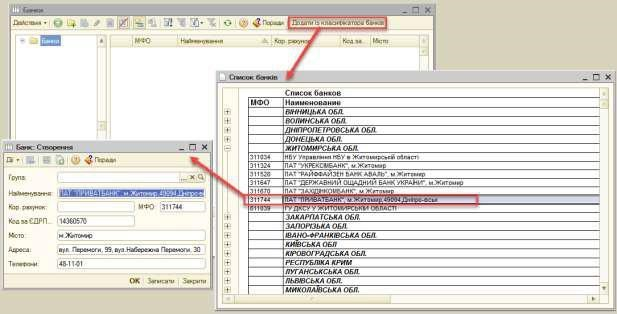 Банки
Действия
Поради
Додати із класифікатора банків
Банки
МФО Найменування Кор. рахунок Код за... Місто
Список банків
Список банков
МФО Наименование
ВІННИЦЬКА ОБЛ.
ВОЛИНСЬКА ОБЛ.
ДНІПРОПЕТРОВСЬКА ОБЛ.
ДОНЕЦЬКА ОБЛ.
ЖИТОМИРСЬКА ОБЛ.
311034 НБУ Управління НБУ в Житомирській області
311324 ПАТ "УКРЕКСІМБАНК", м.Житомир
311528 ПАТ "РАЙФФАЙЗЕН БАНК АВАЛЬ", м.Житомир
311647 ПАТ "ДЕРЖАВНИЙ ОЩАДНИЙ БАНК УКРАЇНИ", м.Житомир
311670 ПАТ "ЗАХІДІНКОМБАНК", м.Житомир
311744 ПАТ "ПРИВАТБАНК", м.Житомир,49094,Дніпро-вськ
811039 ГУ ДКСУ У ЖИТОМИРСЬКІЙ ОБЛАСТІ
ЗАКАРПАТСЬКА ОБЛ.
ЗАПОРІЗЬКА ОБЛ.
ІВАНО-ФРАНКІВСЬКА ОБЛ.
КИЇВСЬКА ОБЛ
КІРОВОГРАДСЬКА ОБЛ.
РЕСПУБЛІКА КРИМ
ЛУГАНСЬКСЬКА ОБЛ.
ЛЬВІВСЬКА ОБЛ.
МИКОЛАЇВСЬКА ОБЛ.
Банк: Створення
Ді
Поради
Група:
Найменування: ПАТ "ПРИВАТБАНК", м.Житомир,49094,Дніпро-в
Кор. рахунок: МФО 311744
Код за ЄДРП... 14360570
Місто: м.Житомир
Адреса: вул. Перемоги, 99, вул.Набережна Перемоги, 30
Телефони: 48-11-01
ОК Записати Закрити